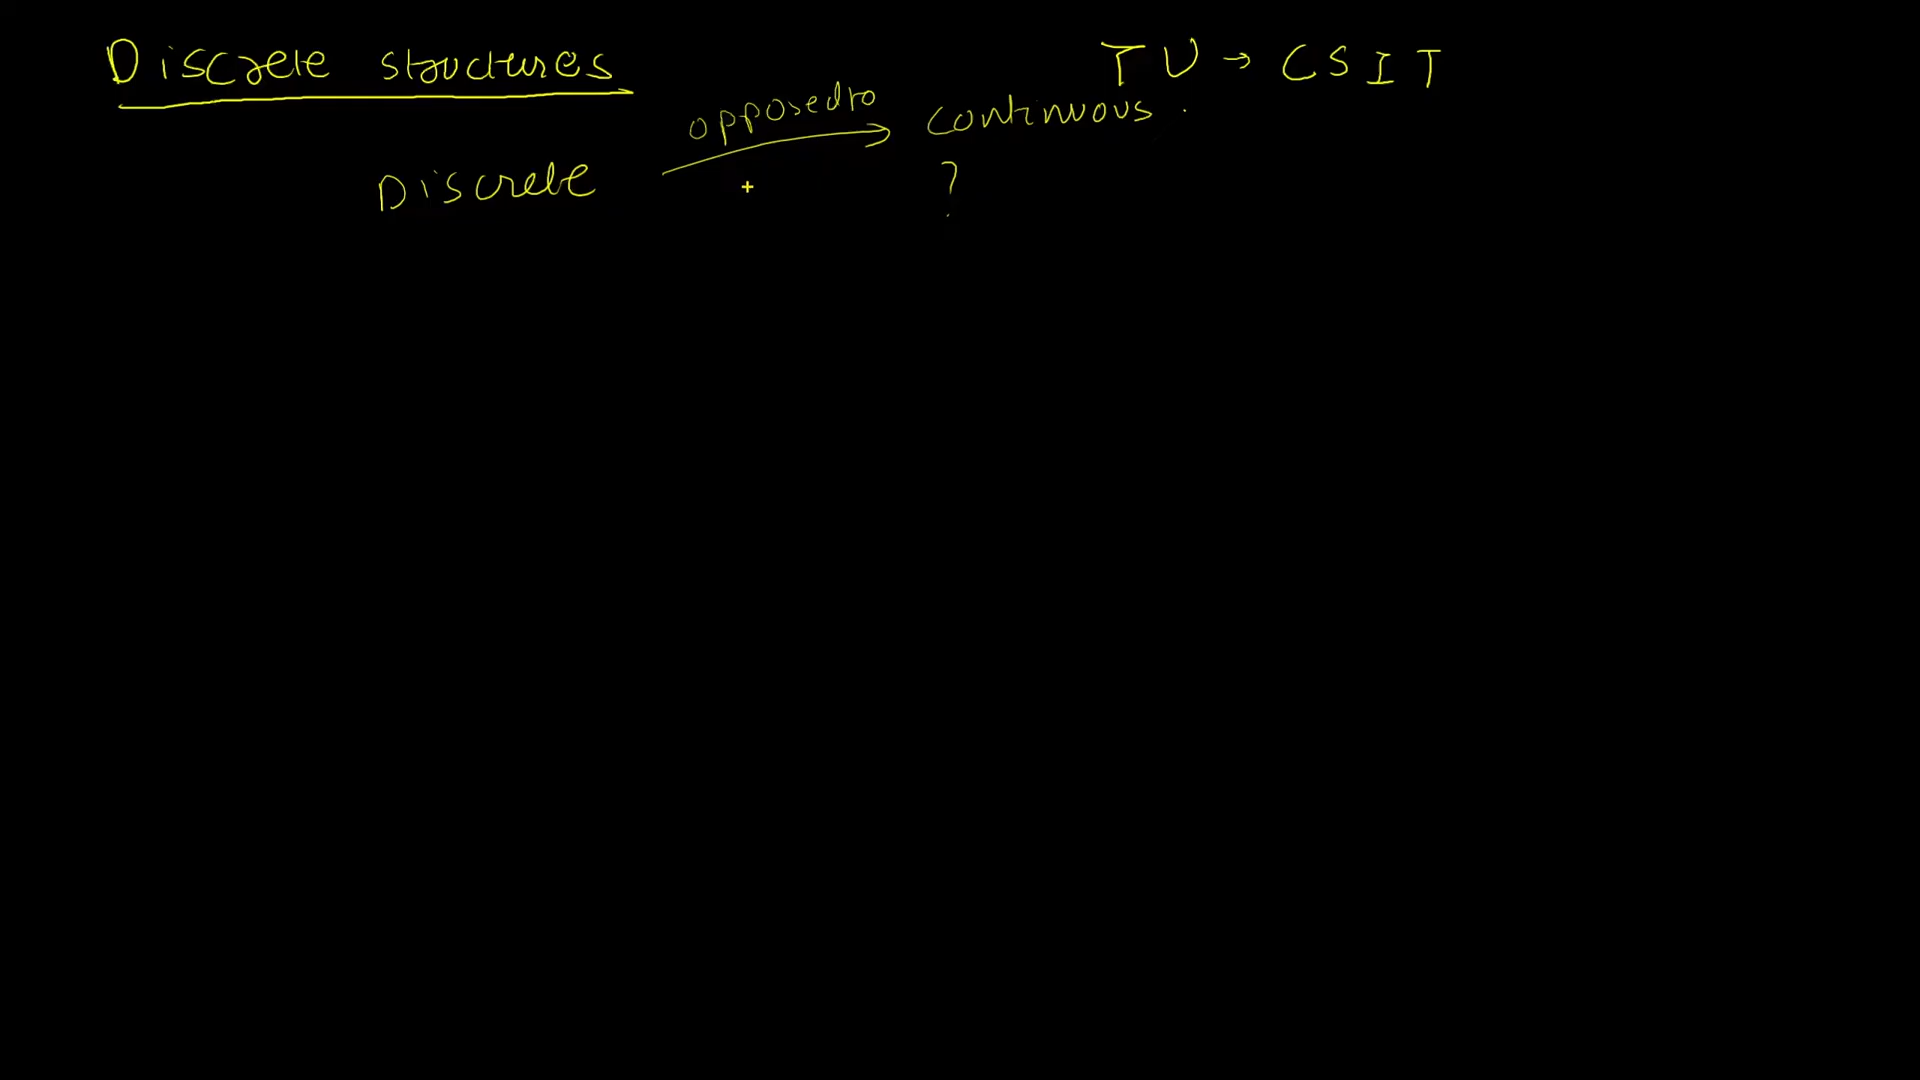 Discrete structures
TU → CSIT
opposed to
continuous.
Discrete
?